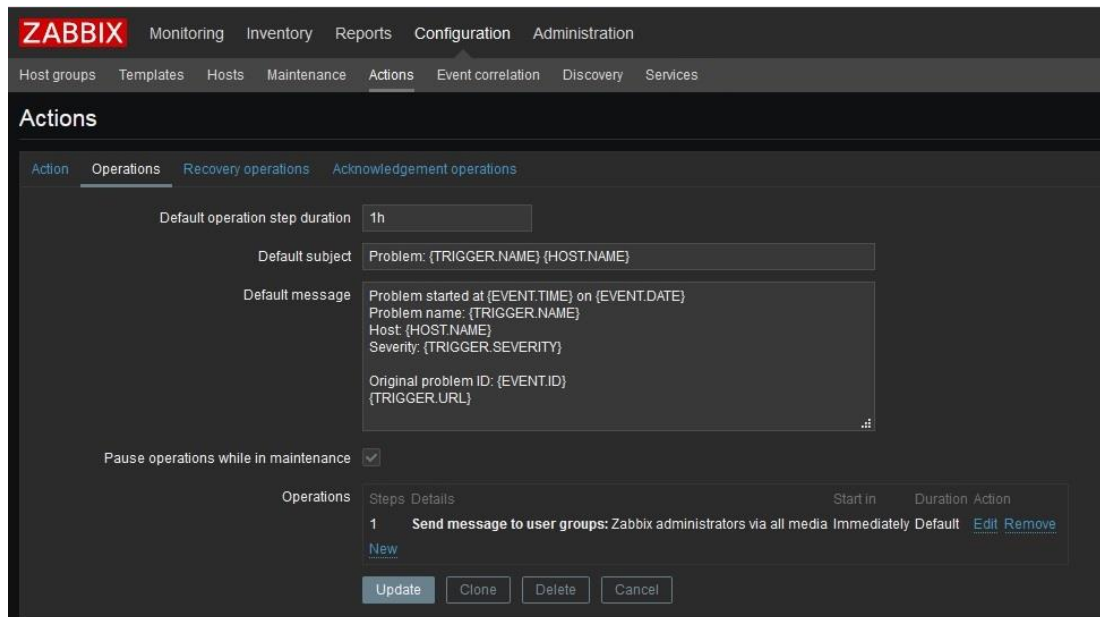 ZABBIX Monitoring Inventory Reports Configuration Administration
Host groups Templates Hosts Maintenance Actions Event correlation Discovery Services
Actions
Action Operations Recovery operations Acknowledgement operations
Default operation step duration 1h
Default subject Problem: {TRIGGER.NAME} {HOST.NAME}
Default message Problem started at {EVENT.TIME} on {EVENT.DATE}
Problem name: {TRIGGER.NAME}
Host: {HOST.NAME}
Severity: {TRIGGER.SEVERITY}
Original problem ID: {EVENT.ID}
{TRIGGER.URL}
Pause operations while in maintenance
Operations Steps Details Start in Duration Action
1 Send message to user groups: Zabbix administrators via all media Immediately Default Edit Remove
New
Update Clone Delete Cancel